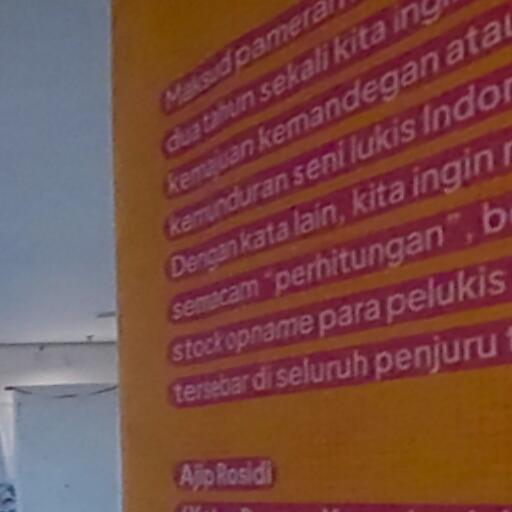 Maksud pameran
dua tahun sekali kita ingin
kemajuan kemandegan atau
kemunduran seni lukis Indon
Dengan kata lain, kita ingin
semacam "perhitungan", b
stockopname para pelukis
tersebar di seluruh penjuru
Ajip Rosidi